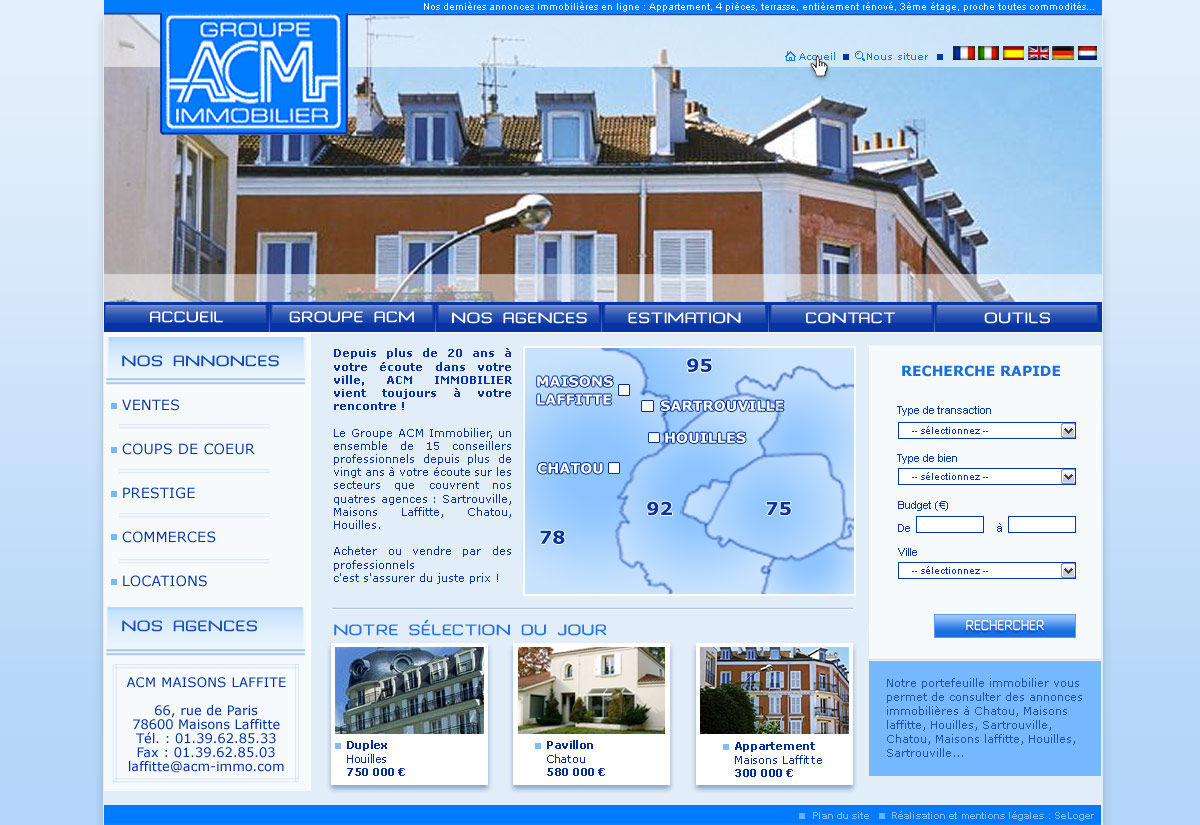 Nos dernières annonces immobilières en ligne : Appartement, 4 pièces, terrasse, entièrement rénové, 3ème étage, proche toutes commodités...
GROUPE
ACM
IMMOBILIER
Accueil
Nous situer
ACCUEIL
GROUPE ACM
NOS AGENCES
ESTIMATION
CONTACT
OUTILS
NOS ANNONCES
VENTES
COUPS DE COEUR
PRESTIGE
COMMERCES
LOCATIONS
NOS AGENCES
ACM MAISONS LAFFITE
66, rue de Paris
78600 Maisons Laffitte
Tél. : 01.39.62.85.33
Fax : 01.39.62.85.03
laffitte@acm-immo.com
Depuis plus de 20 ans à
votre écoute dans votre
ville, ACM IMMOBILIER
vient toujours à votre
rencontre !
Le Groupe ACM Immobilier, un
ensemble de 15 conseillers
professionnels depuis plus de
vingt ans à votre écoute sur les
secteurs que couvrent nos
quatre agences : Sartrouville,
Maisons Laffitte, Chatou,
Houilles.
Acheter ou vendre par des
professionnels
c'est s'assurer du juste prix !
95
MAISONS
LAFFITTE
SARTROUVILLE
HOUILLES
CHATOU
92
75
78
NOTRE SÉLECTION DU JOUR
Duplex
Houilles
750 000 €
Pavillon
Chatou
580 000 €
Appartement
Maisons Laffitte
300 000 €
RECHERCHE RAPIDE
Type de transaction
-- sélectionnez --
Type de bien
-- sélectionnez --
Budget (€)
De
à
Ville
-- sélectionnez --
RECHERCHER
Notre portefeuille immobilier vous
permet de consulter des annonces
immobilières à Chatou, Maisons
laffitte, Houilles, Sartrouville,
Chatou, Maisons laffitte, Houilles,
Sartrouville...
Plan du site
Réalisation et mentions légales : SeLoger